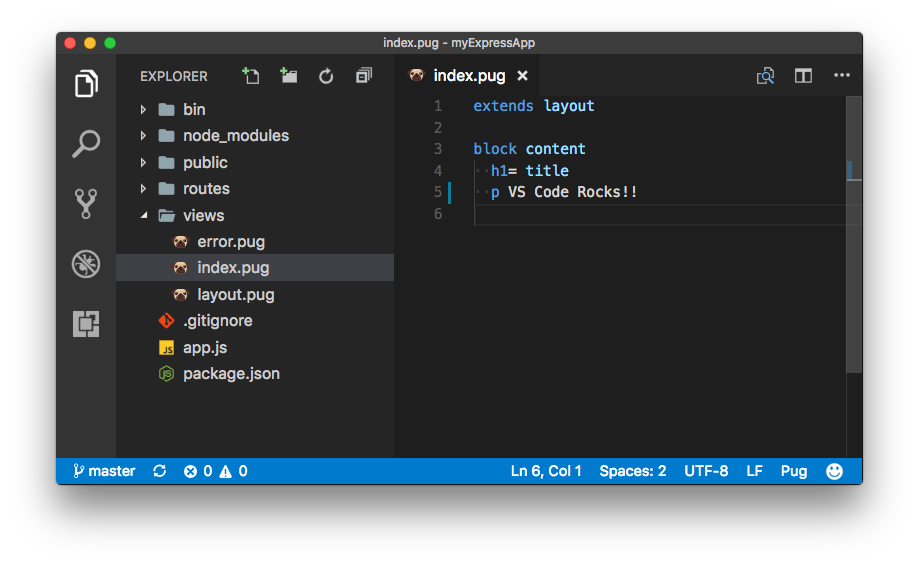 index.pug - myExpressApp
EXPLORER
bin
node_modules
public
routes
views
error.pug
index.pug
layout.pug
.gitignore
JS app.js
JS package.json
index.pug
1 extends layout
2
3 block content
4 h1= title
5 p VS Code Rocks!!
6
master 0 0 Ln 6, Col 1 Spaces: 2 UTF-8 LF Pug